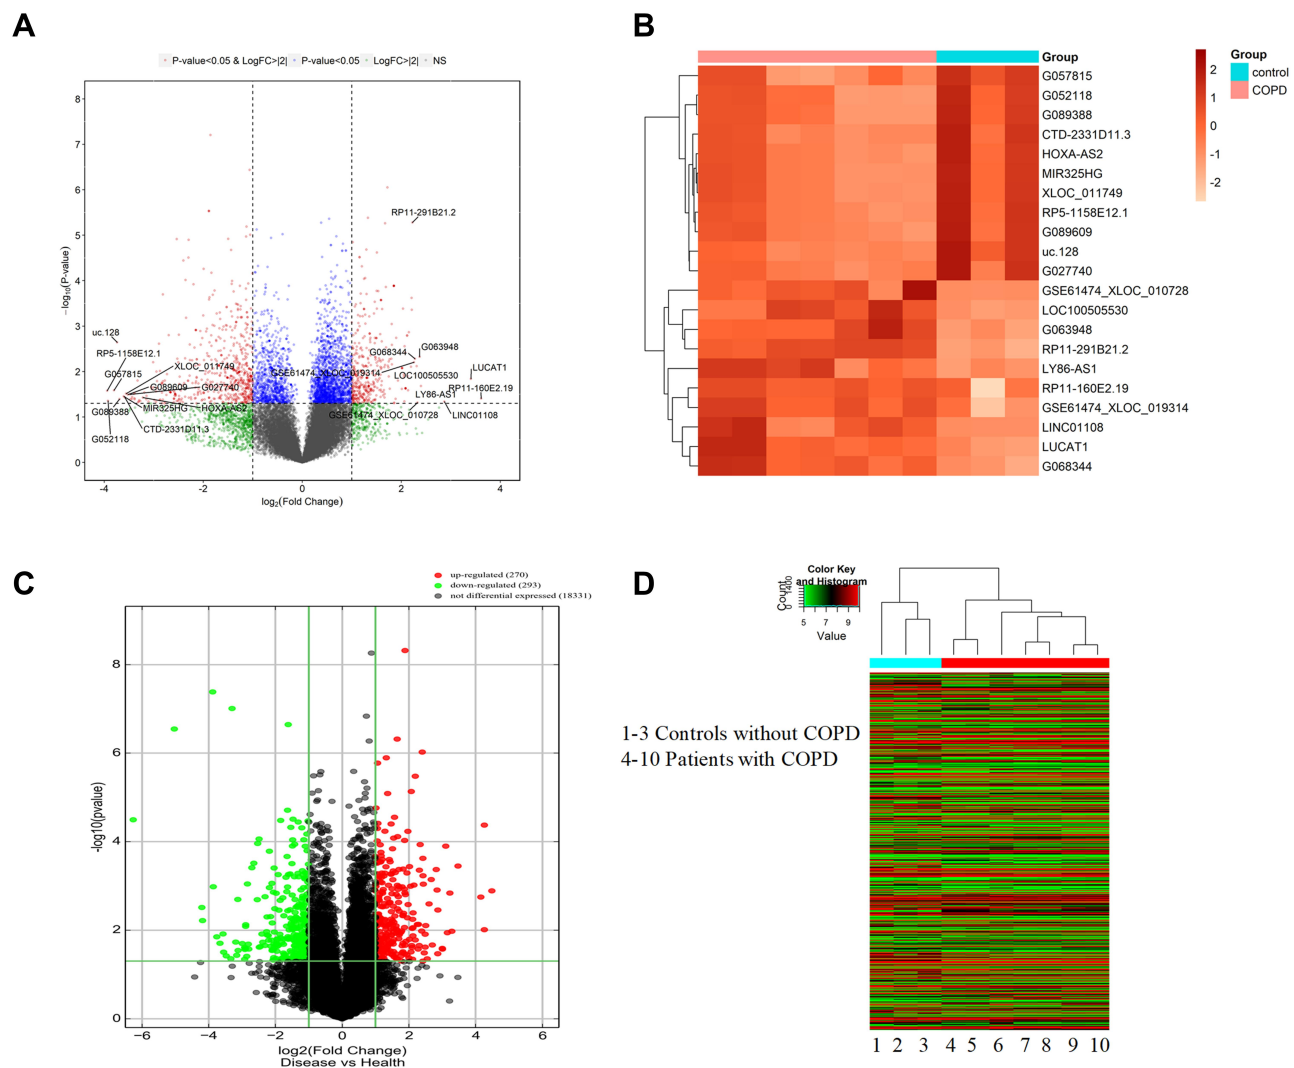 A
P-value<0.05 & LogFC>|2| P-value<0.05 LogFC>|2| NS
8
7
6
5
4
3
2
1
0
−log10(P-value)
RP11-291B21.2
uc.128
RP5-1158E12.1
G057815
XLOC_011749
G089609
G027740
G089388
MIR325HG
HOXA-AS2
CTD-2331D11.3
G052118
G068344
G063948
GSE61474_XLOC_019314
LOC100505530
LUCAT1
LY86-AS1
RP11-160E2.19
GSE61474_XLOC_010728
LINC01108
-4 -2 0 2 4
log2(Fold Change)
B
Group
G057815
G052118
G089388
CTD-2331D11.3
HOXA-AS2
MIR325HG
XLOC_011749
RP5-1158E12.1
G089609
uc.128
G027740
GSE61474_XLOC_010728
LOC100505530
G063948
RP11-291B21.2
LY86-AS1
RP11-160E2.19
GSE61474_XLOC_019314
LINC01108
LUCAT1
G068344
2
1
0
-1
-2
Group
control
COPD
C
up-regulated (270)
down-regulated (293)
not differential expressed (18331)
8
6
4
2
0
-log10(pvalue)
−6 −4 −2 0 2 4 6
log2(Fold Change)
Disease vs Health
D
Color Key
and Histogram
Count
0 1400
5 7 9
Value
1-3 Controls without COPD
4-10 Patients with COPD
1 2 3 4 5 6 7 8 9 10